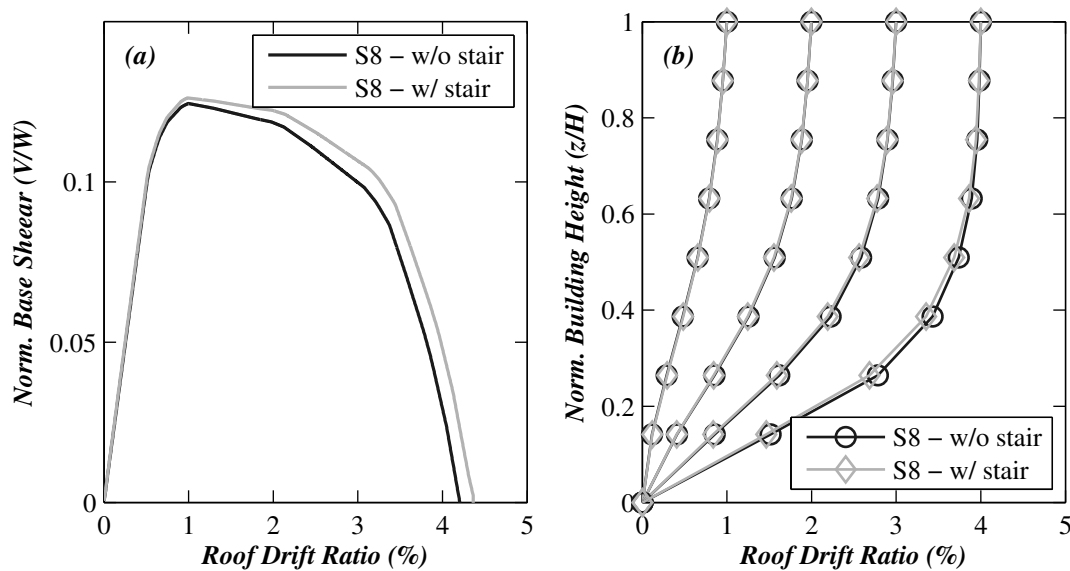 (a)
S8 – w/o stair
S8 – w/ stair
0.1
0.05
0
0
1
2
3
4
5
Norm. Base Sheear (V/W)
Roof Drift Ratio (%)
(b)
1
0.8
0.6
0.4
0.2
0
S8 – w/o stair
S8 – w/ stair
0
1
2
3
4
5
Norm. Building Height (z/H)
Roof Drift Ratio (%)